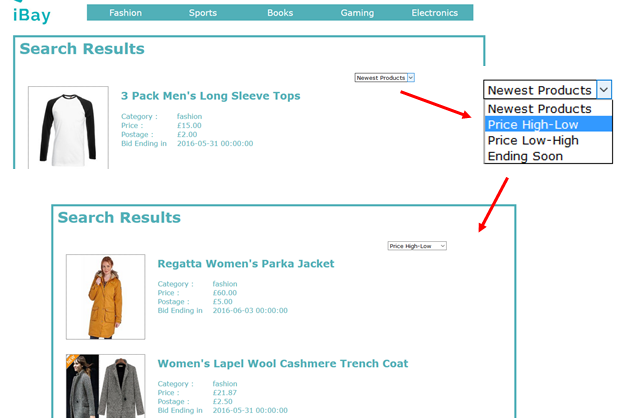 iBay
Fashion Sports Books Gaming Electronics
Search Results
Newest Products
3 Pack Men's Long Sleeve Tops
Category : fashion
Price : £15.00
Postage : £2.00
Bid Ending in 2016-05-31 00:00:00
Newest Products
Newest Products
Price High-Low
Price Low-High
Ending Soon
Search Results
Price High-Low
Regatta Women's Parka Jacket
Category : fashion
Price : £60.00
Postage : £5.00
Bid Ending in 2016-06-03 00:00:00
Women's Lapel Wool Cashmere Trench Coat
Category : fashion
Price : £21.87
Postage : £2.50
Bid Ending in 2016-05-31 00:00:00